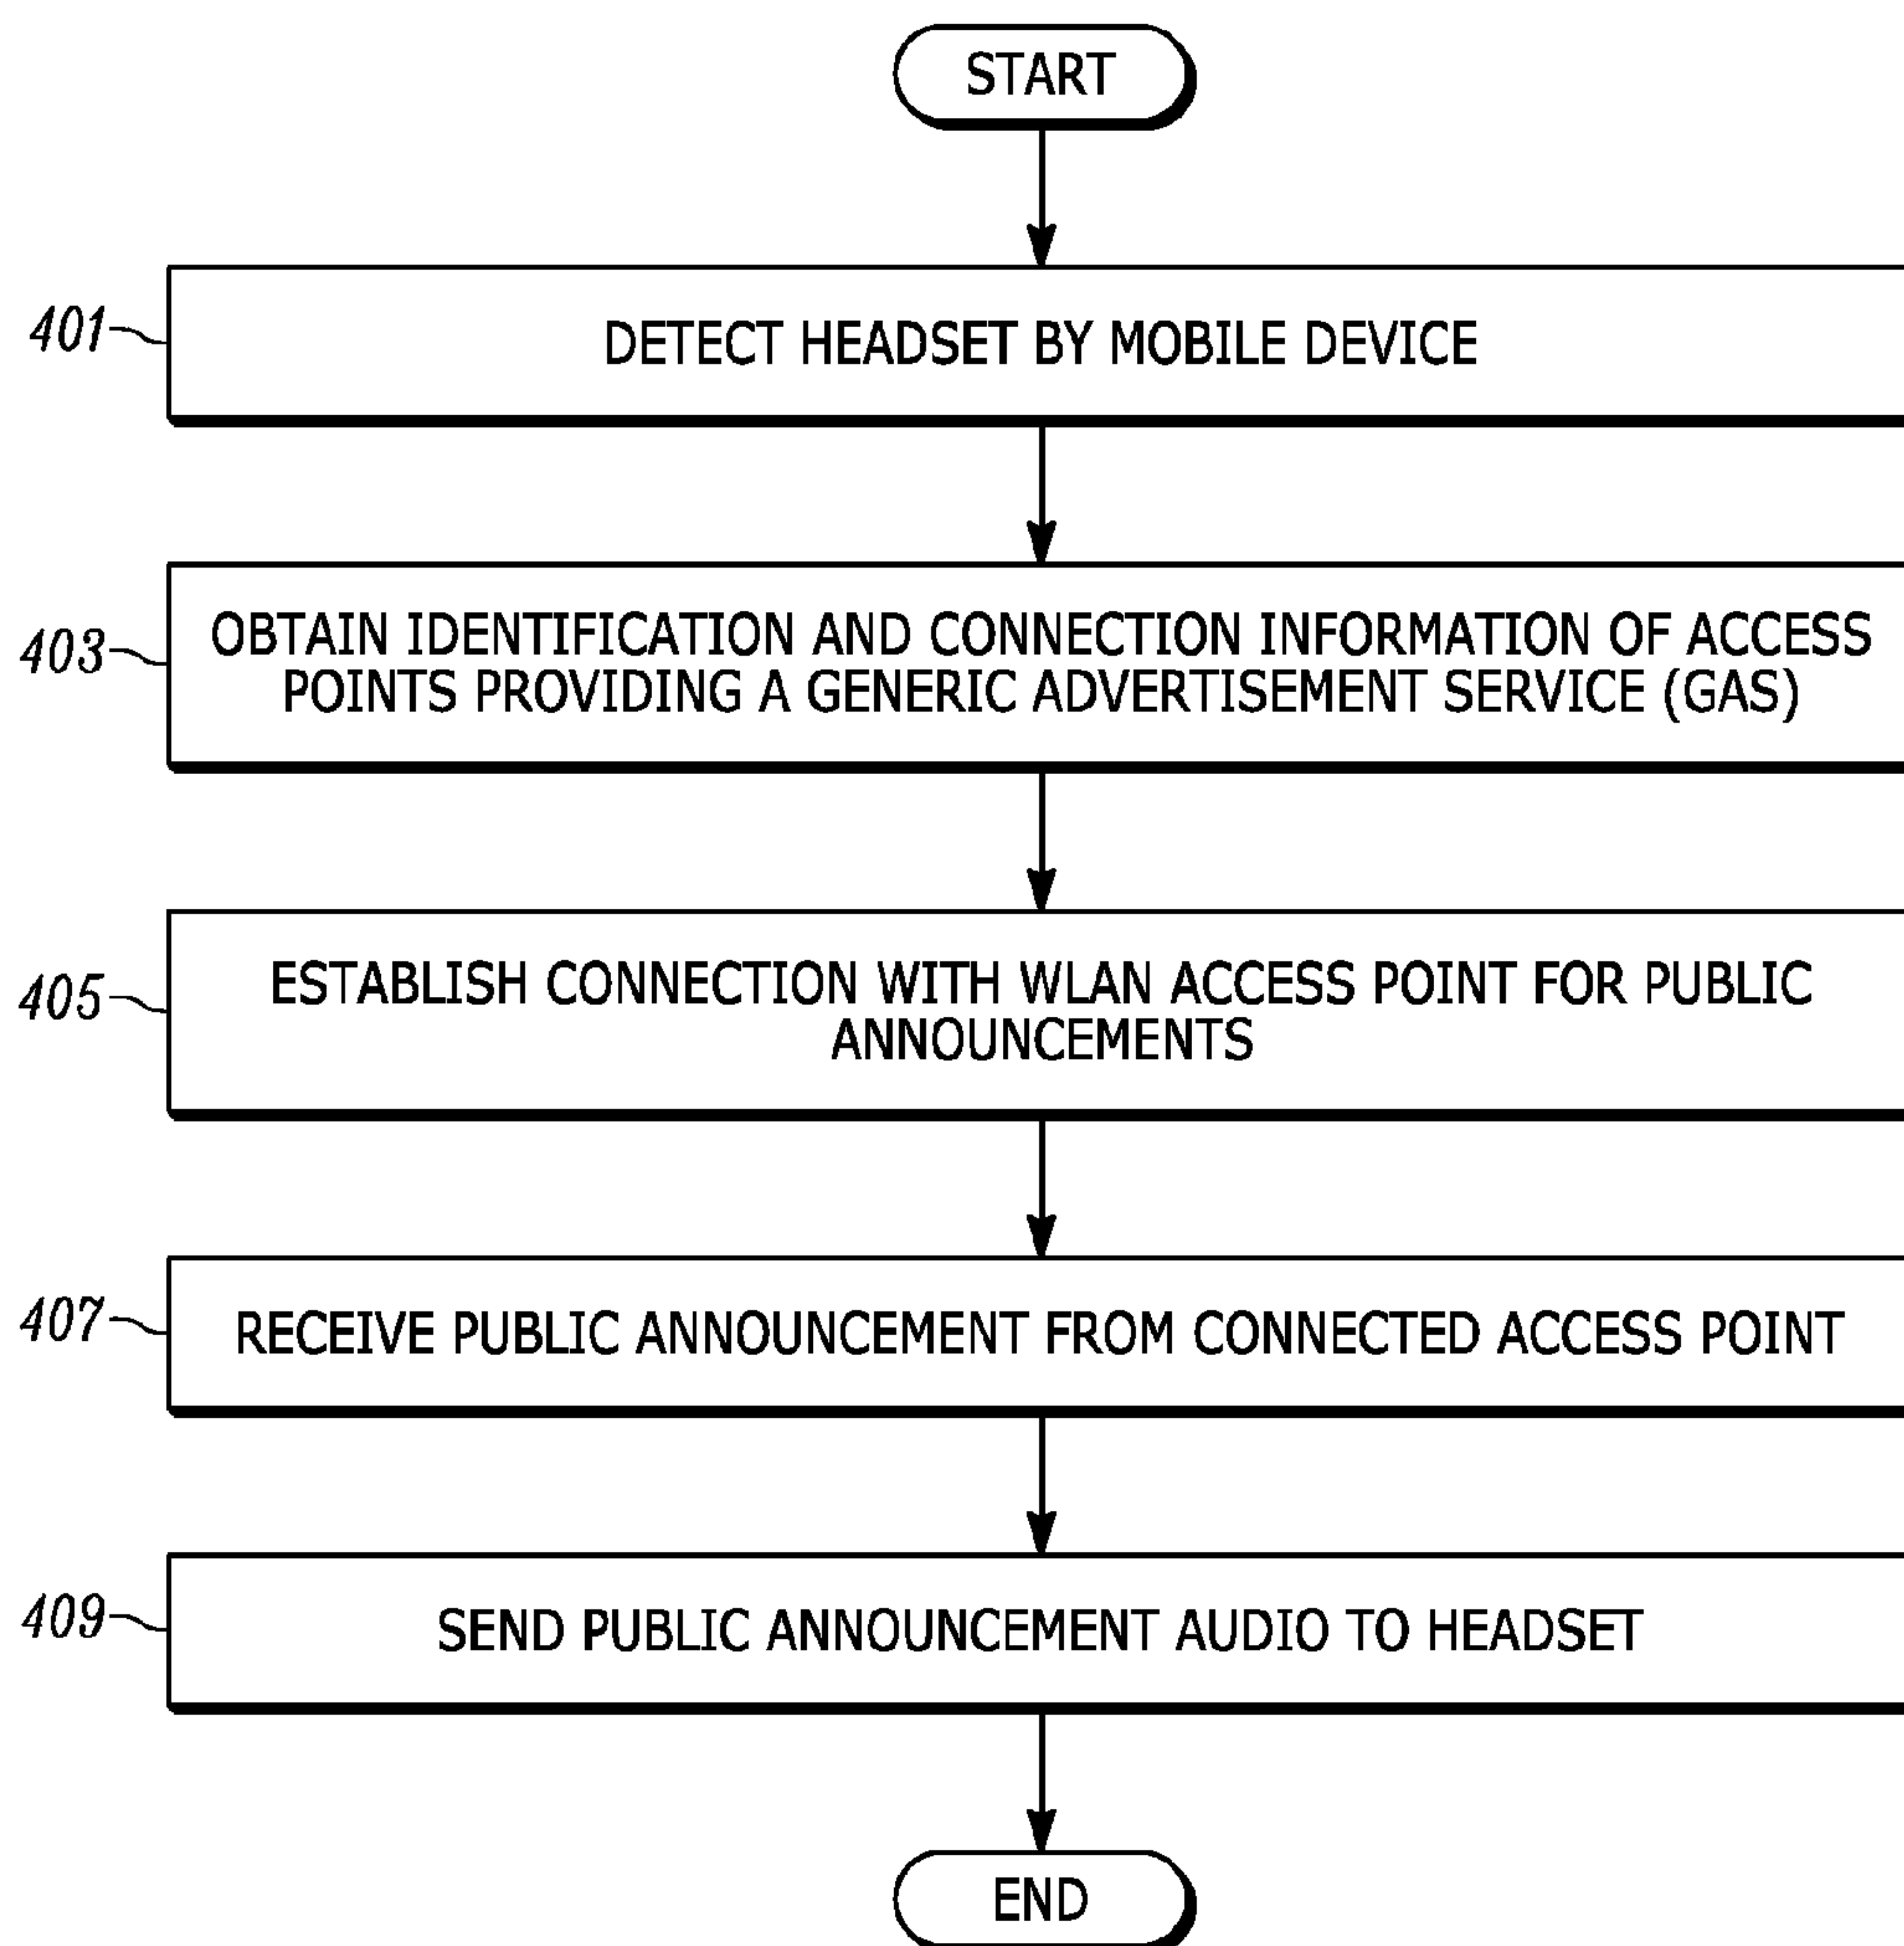 START
401
DETECT HEADSET BY MOBILE DEVICE
403
OBTAIN IDENTIFICATION AND CONNECTION INFORMATION OF ACCESS
POINTS PROVIDING A GENERIC ADVERTISEMENT SERVICE (GAS)
405
ESTABLISH CONNECTION WITH WLAN ACCESS POINT FOR PUBLIC
ANNOUNCEMENTS
407
RECEIVE PUBLIC ANNOUNCEMENT FROM CONNECTED ACCESS POINT
409
SEND PUBLIC ANNOUNCEMENT AUDIO TO HEADSET
END